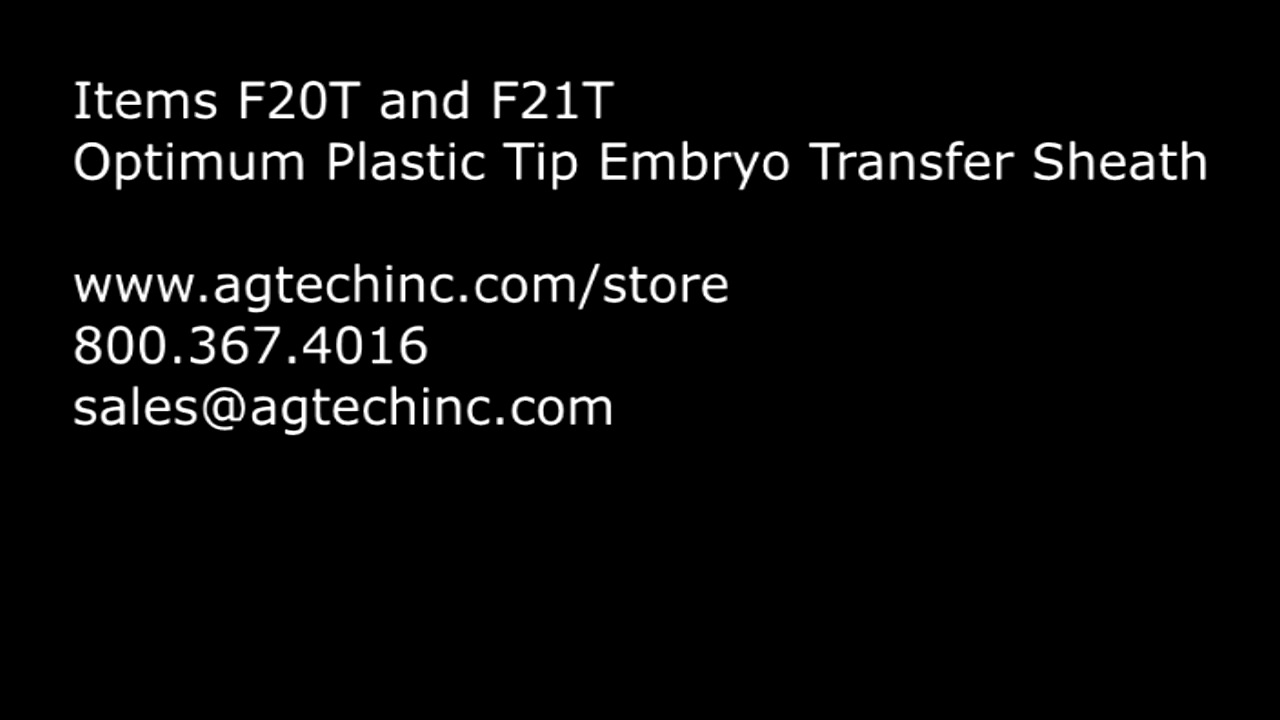 Items F20T and F21T
Optimum Plastic Tip Embryo Transfer Sheath
www.agtechinc.com/store
800.367.4016
sales@agtechinc.com